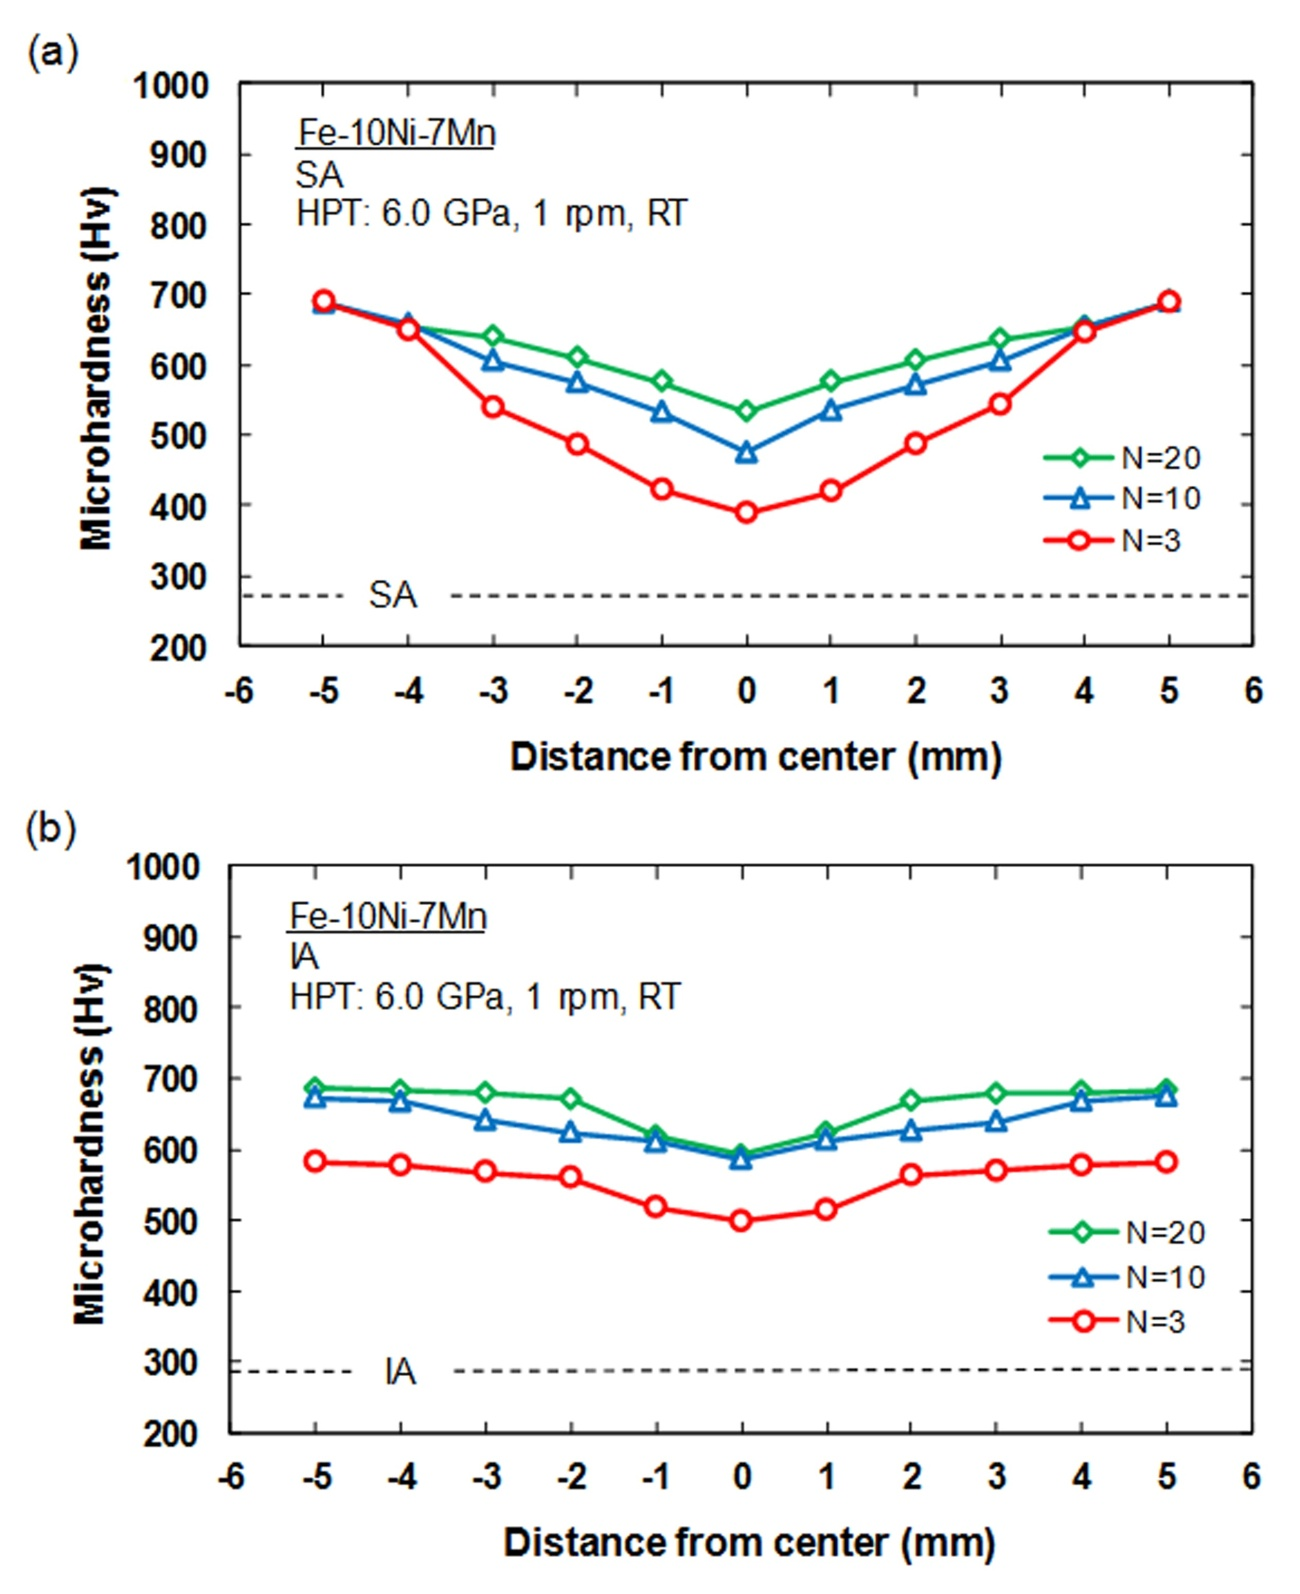 (a)
1000
900
800
700
600
500
400
300
200
Microhardness (Hv)
Fe-10Ni-7Mn
SA
HPT: 6.0 GPa, 1 rpm, RT
N=20
N=10
N=3
SA
-6 -5 -4 -3 -2 -1 0 1 2 3 4 5 6
Distance from center (mm)
(b)
1000
900
800
700
600
500
400
300
200
Microhardness (Hv)
Fe-10Ni-7Mn
IA
HPT: 6.0 GPa, 1 rpm, RT
N=20
N=10
N=3
IA
-6 -5 -4 -3 -2 -1 0 1 2 3 4 5 6
Distance from center (mm)